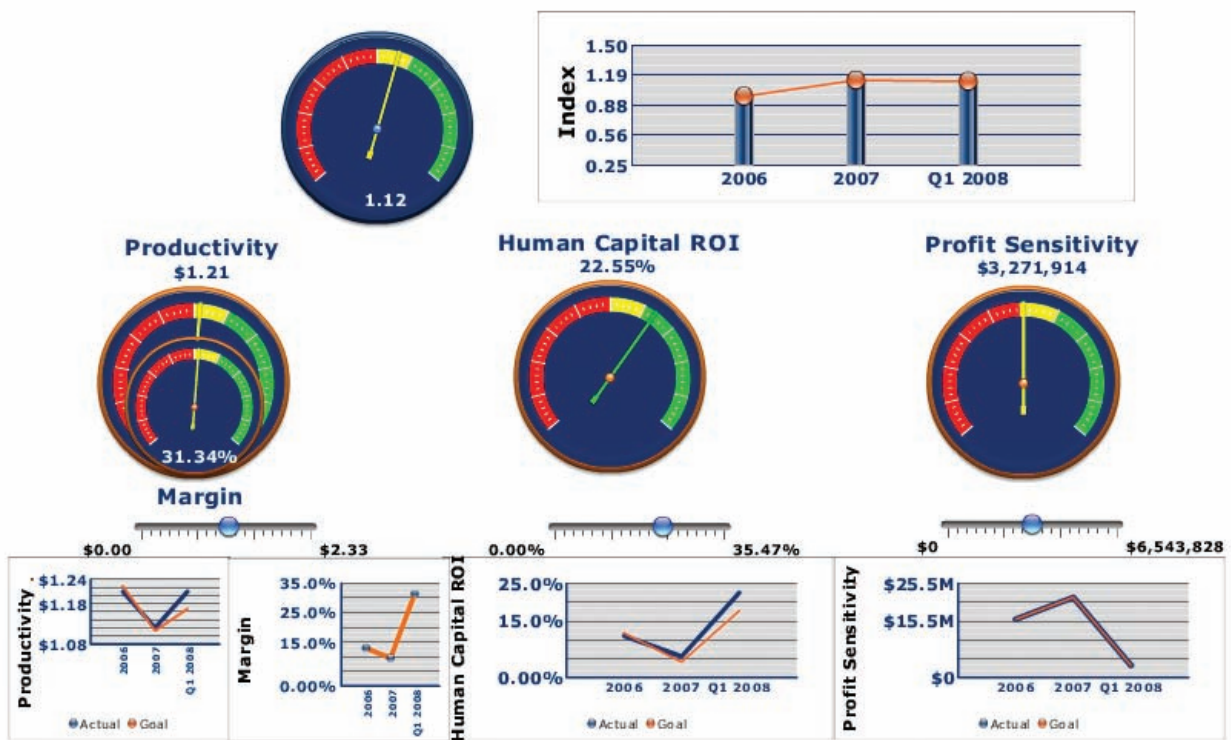 1.12
Index
1.50
1.19
0.88
0.56
0.25
2006 2007 Q1 2008
Productivity
$1.21
31.34%
Margin
Human Capital ROI
22.55%
Profit Sensitivity
$3,271,914
$0.00 $2.33
0.00% 35.47%
$0 $6,543,828
Productivity
$1.24
$1.18
$1.08
2006 2007 Q1 2008
Actual Goal
Margin
35.0%
25.0%
15.0%
0.00%
2006 2007 Q1 2008
Human Capital ROI
25.0%
15.0%
0.00%
2006 2007 Q1 2008
Actual Goal
Profit Sensitivity
$25.5M
$15.5M
$0
2006 2007 Q1 2008
Actual Goal